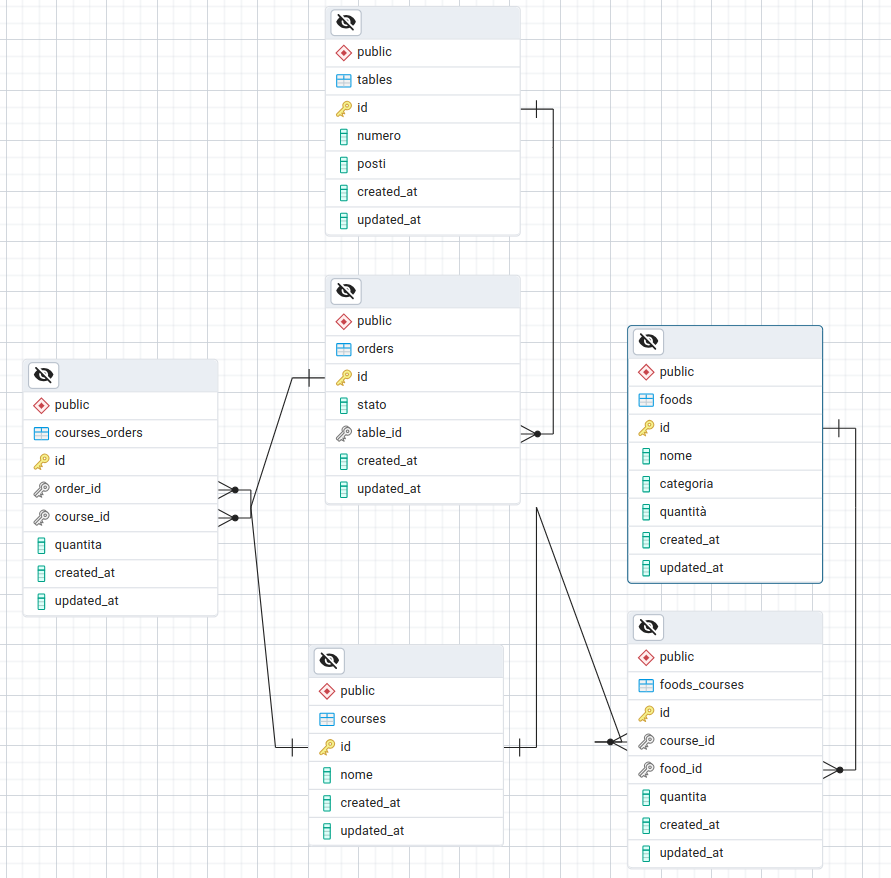 public
tables
id
numero
posti
created_at
updated_at
public
orders
id
stato
table_id
created_at
updated_at
public
courses_orders
id
order_id
course_id
quantita
created_at
updated_at
public
foods
id
nome
categoria
quantità
created_at
updated_at
public
courses
id
nome
created_at
updated_at
public
foods_courses
id
course_id
food_id
quantita
created_at
updated_at